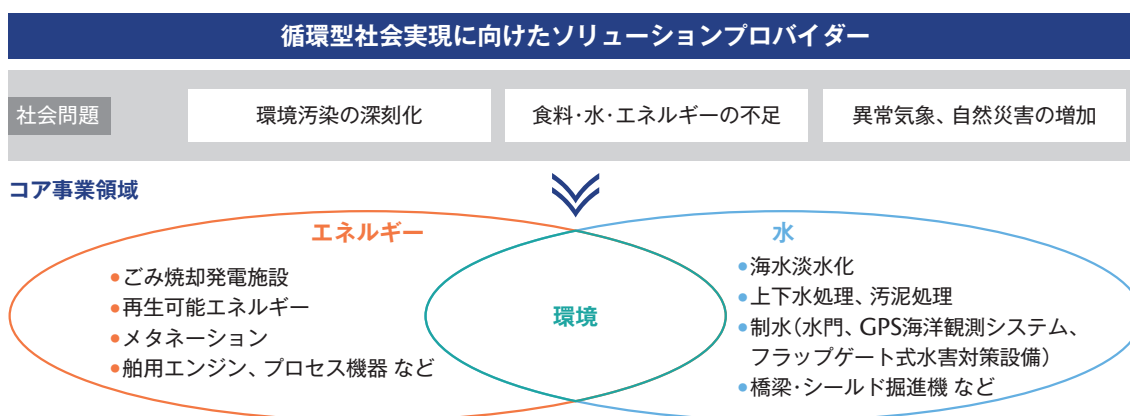 循環型社会実現に向けたソリューションプロバイダー
社会問題
環境汚染の深刻化
食料・水・エネルギーの不足
異常気象、自然災害の増加
コア事業領域
エネルギー
●ごみ焼却発電施設
●再生可能エネルギー
●メタネーション
●舶用エンジン、プロセス機器 など
環境
水
●海水淡水化
●上下水処理、汚泥処理
●制水（水門、GPS海洋観測システム、
フラップゲート式水害対策設備）
●橋梁・シールド掘進機 など